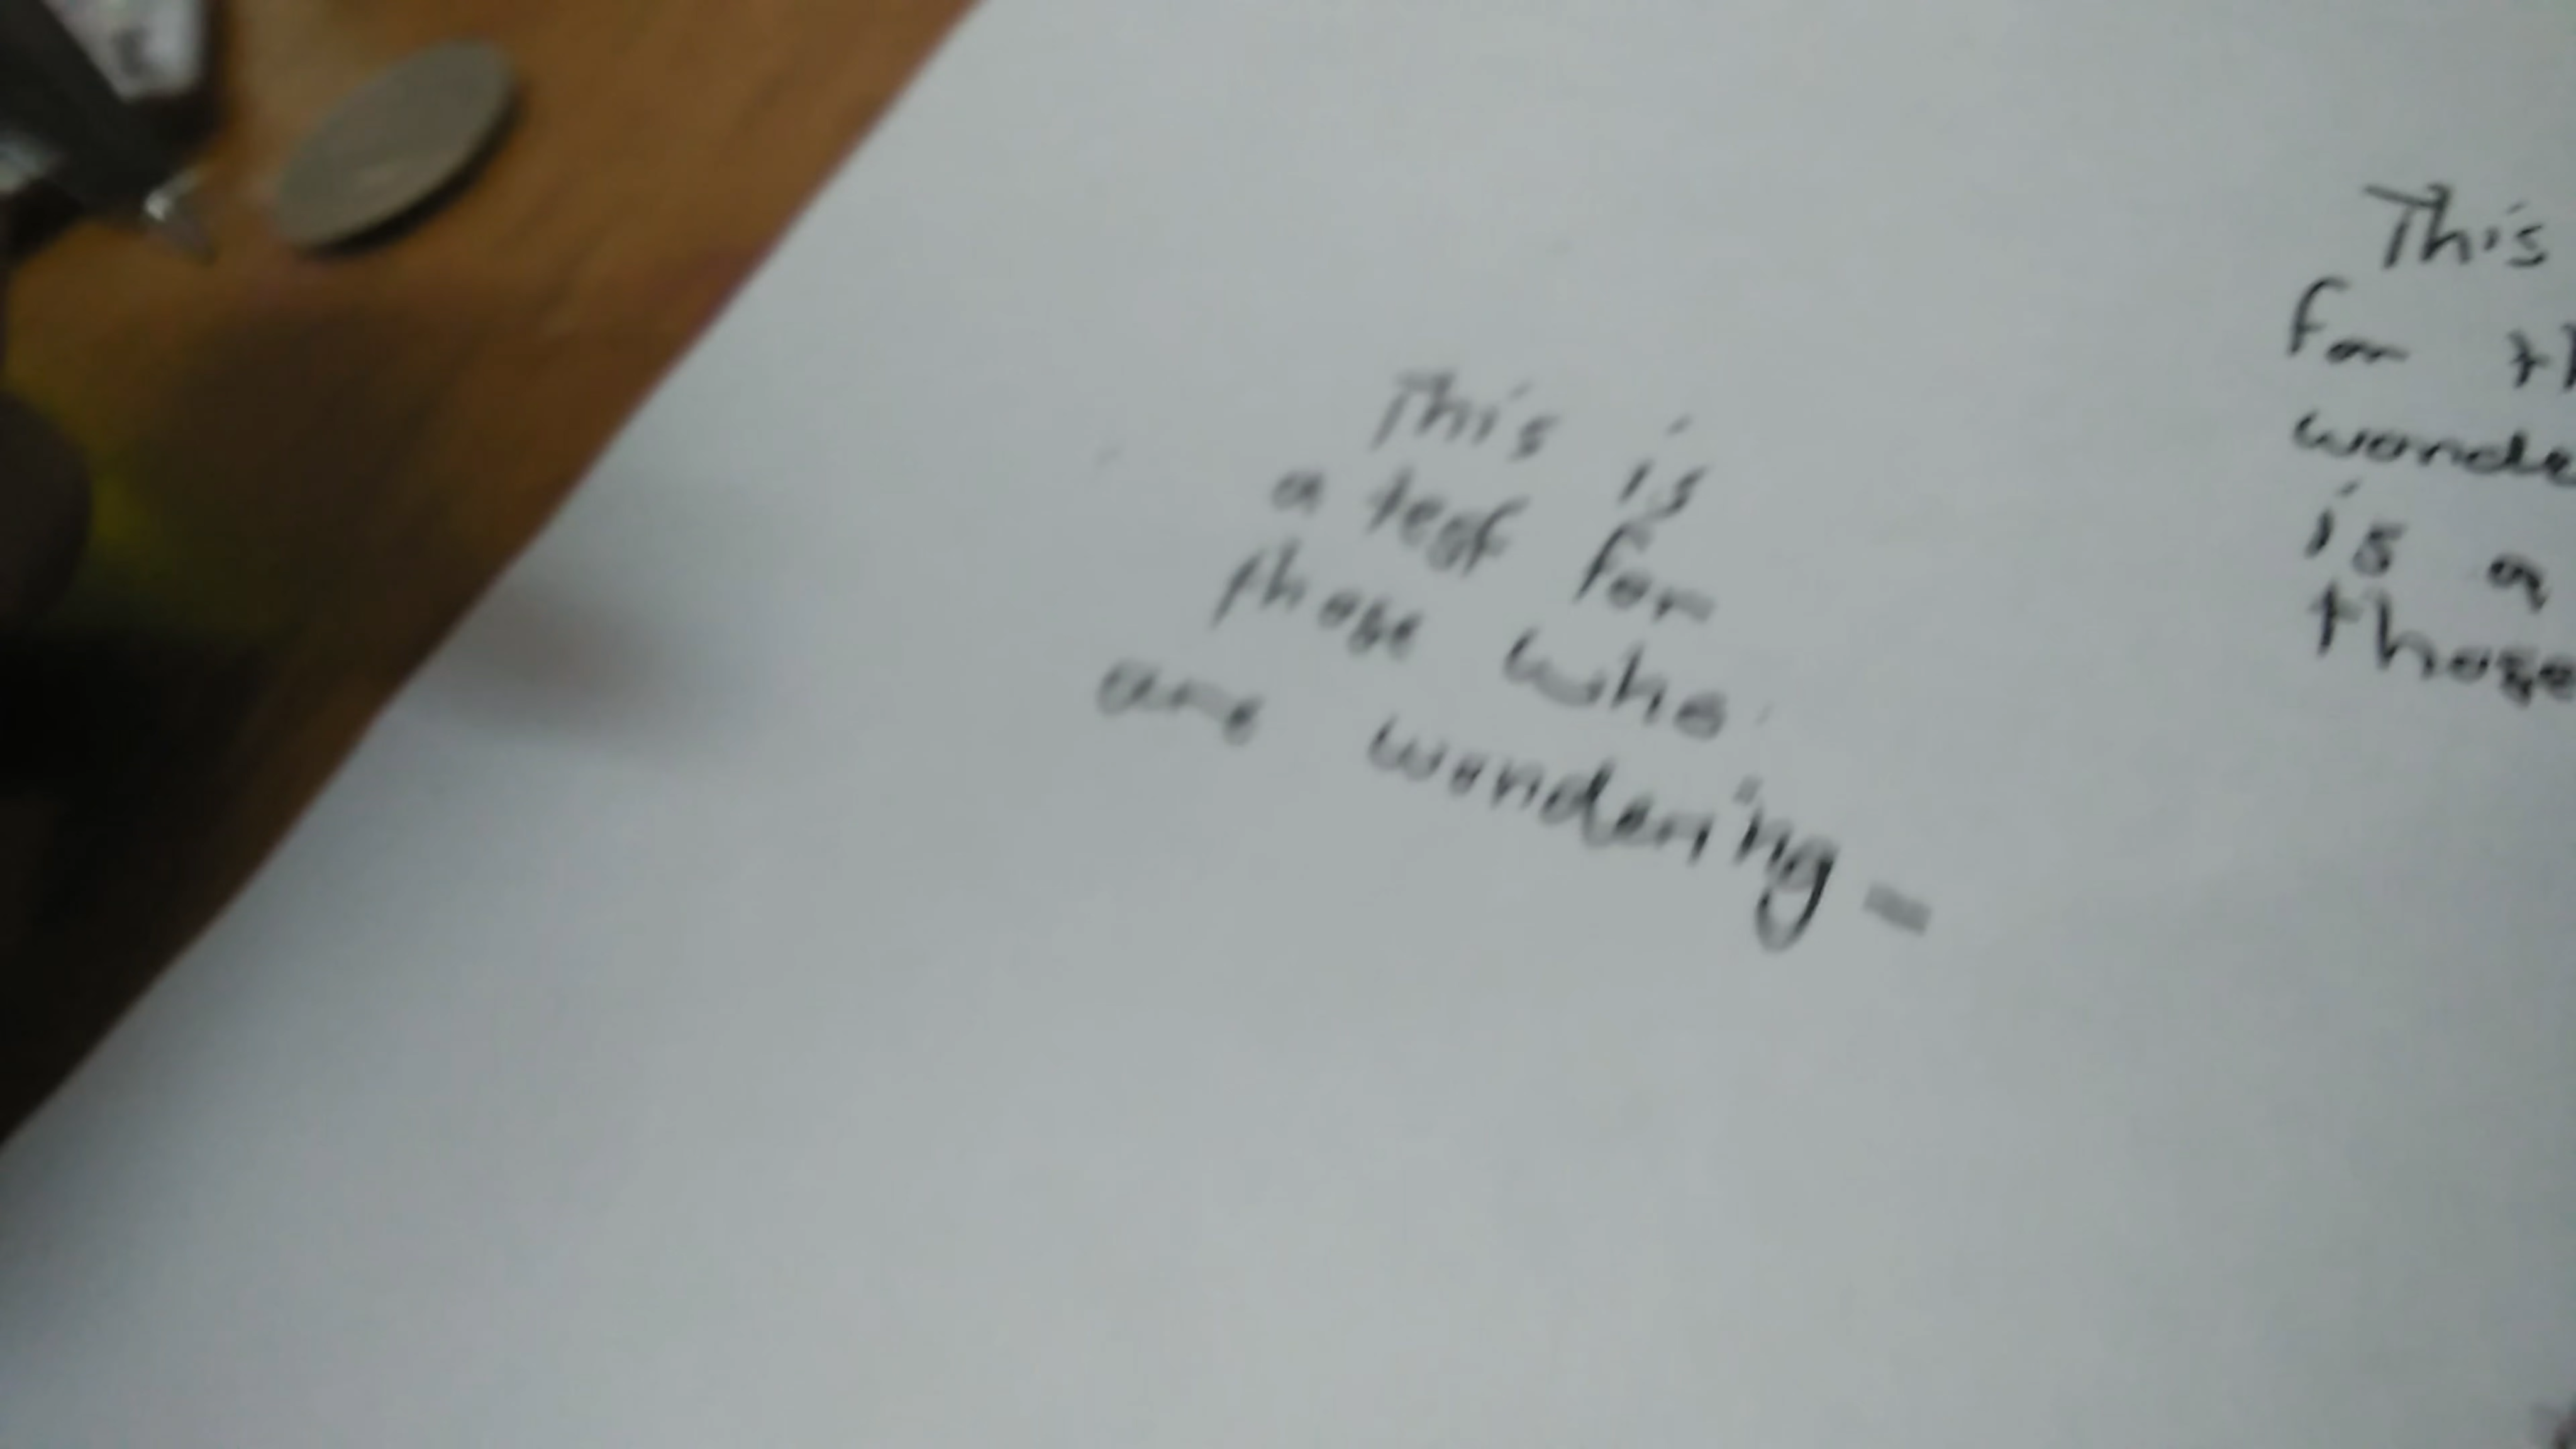 This is
a test for
those who
are wondering -
This
for
is a
those